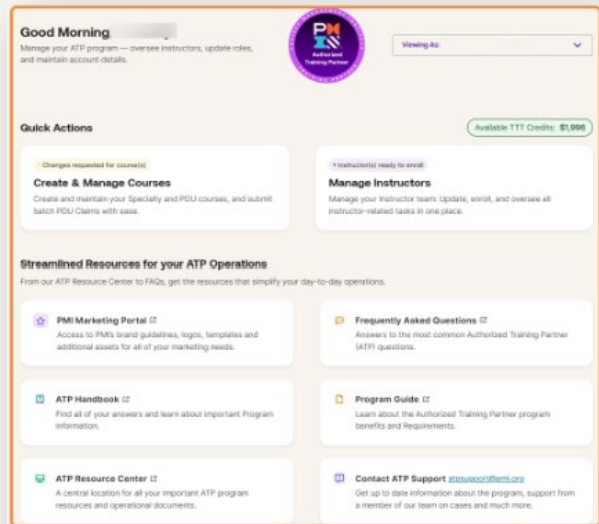 Good Morning
Manage your ATP program — oversee instructors, update roles,
and maintain account details.
PMI
Authorized
Training Partner
Viewing As:
Quick Actions
Available TTT Credits: $1,996
Changes requested for course(s)
Create & Manage Courses
Create and maintain your Specialty and PDU courses, and submit
batch PDU Claims with ease.
Instructor(s) ready to enroll
Manage Instructors
Manage your Instructor team: Update, enroll, and oversee all
instructor-related tasks in one place.
Streamlined Resources for your ATP Operations
From our ATP Resource Center to FAQs, get the resources that simplify your day-to-day operations.
PMI Marketing Portal
Access to PMI's brand guidelines, logos, templates and
additional assets for all of your marketing needs.
Frequently Asked Questions
Answers to the most common Authorized Training Partner
(ATP) questions.
ATP Handbook
Find all of your answers and learn about important Program
information.
Program Guide
Learn about the Authorized Training Partner program
benefits and Requirements.
ATP Resource Center
A central location for all your important ATP program
resources and operational documents.
Contact ATP Support atpsupport@pmi.org
Get up to date information about the program, support from
a member of our team on cases and much more.